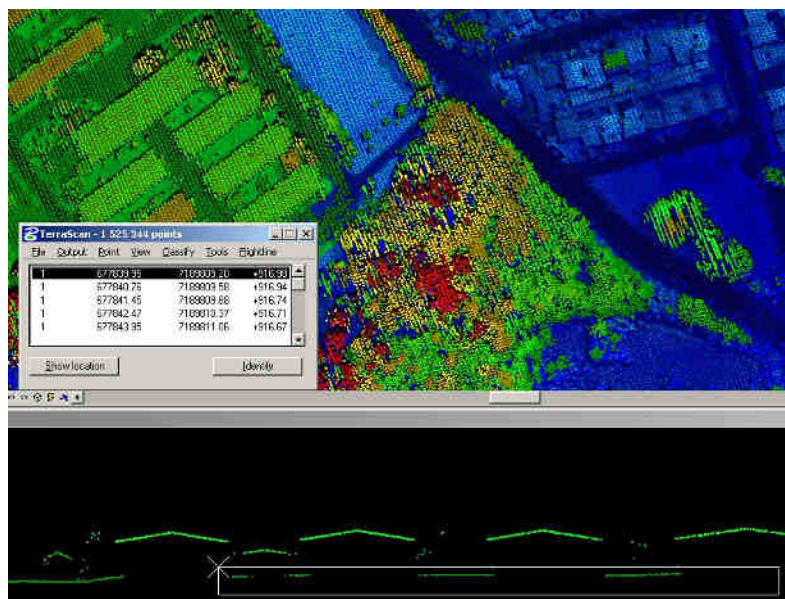 TerraScan - 1 525 344 points
File Output Point View Classify Tools Flightline
1 677839.95 7189809.20 +916.93
1 677840.76 7189809.58 +916.94
1 677841.45 7189809.88 +916.74
1 677842.47 7189810.37 +916.71
1 677843.95 7189811.06 +916.67
Show location Identify